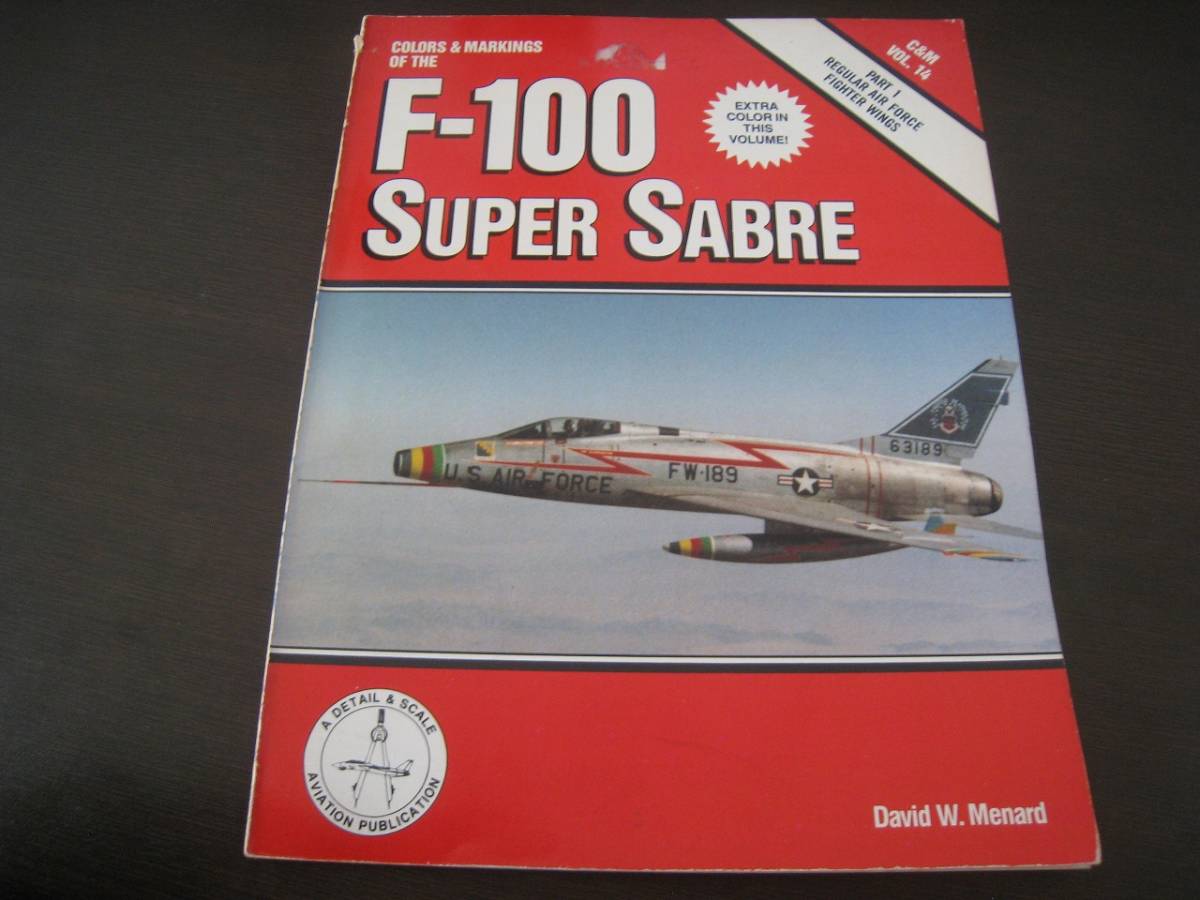 COLORS & MARKINGS
OF THE
F-100
SUPER SABRE
EXTRA
COLOR IN
THIS
VOLUME!
C&M
VOL. 14
PART 1
REGULAR AIR FORCE
FIGHTER WINGS
63189
U.S. AIR FORCE
FW-189
A DETAIL & SCALE
AVIATION PUBLICATION
David W. Menard